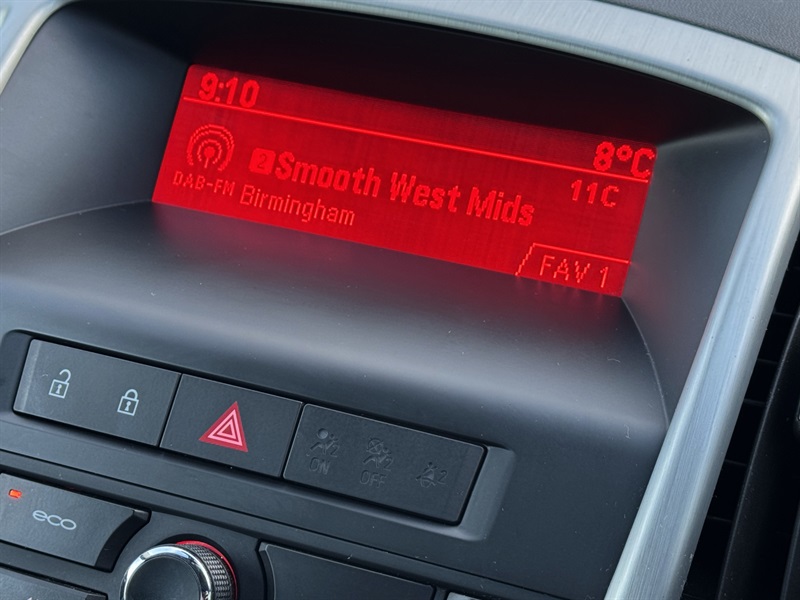 9:10
8°C
2 Smooth West Mids
11C
DAB-FM
Birmingham
FAV 1
ON
OFF
eco